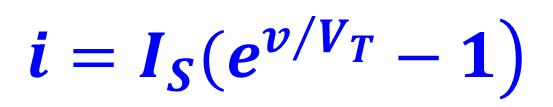 i = I_S(e^{v/V_T} − 1)